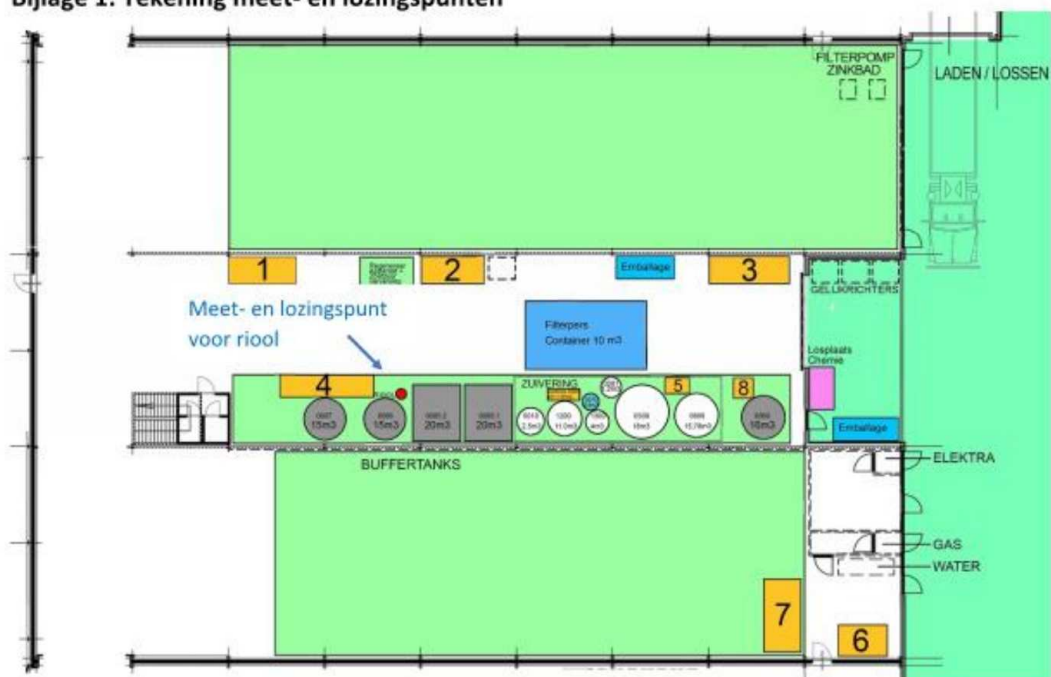 Bijlage 1: Tekening meet- en lozingspunten
FILTERPOMP
ZINKBAD
LADEN / LOSSEN
1
2
Emballage
3
GELIJKRICHTERS
Meet- en lozingspunt
voor riool
Filterpers
Container 10 m3
Losplaats
Chemie
4
ZUIVERING
5
8
15m3
15m3
20m3
20m3
16m3
Emballage
BUFFERTANKS
ELEKTRA
GAS
WATER
7
6